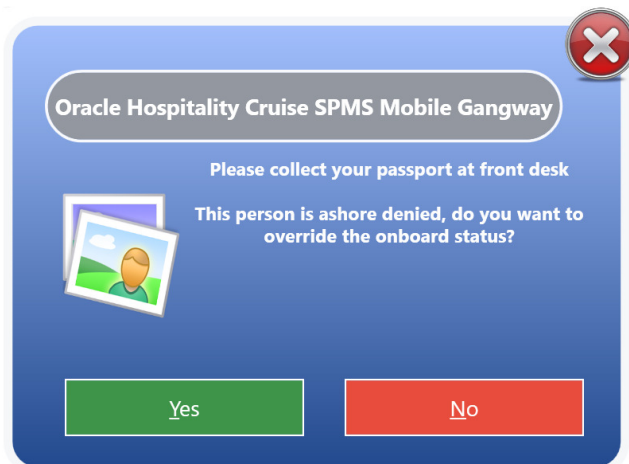 Oracle Hospitality Cruise SPMS Mobile Gangway
Please collect your passport at front desk
This person is ashore denied, do you want to
override the onboard status?
Yes
No